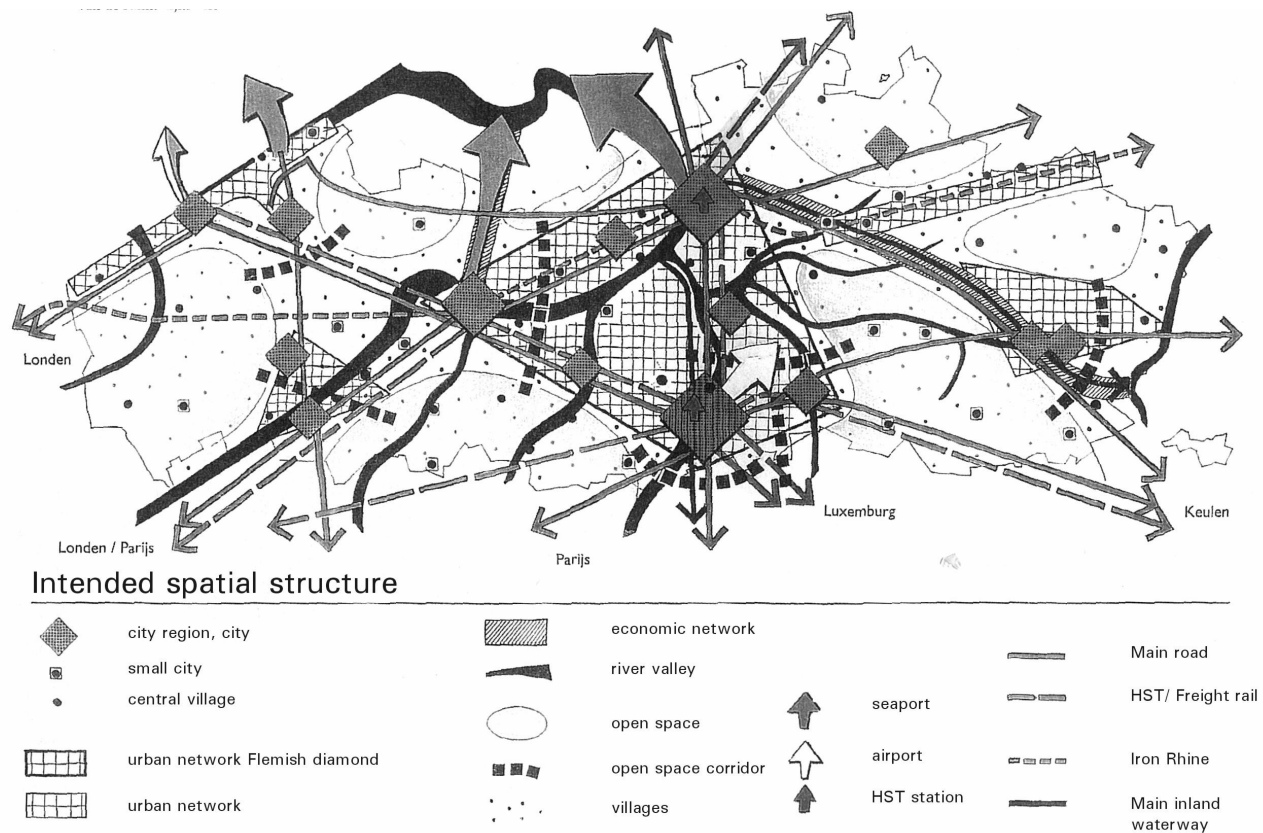 Londen
Londen / Parijs
Parijs
Luxemburg
Keulen
Intended spatial structure
city region, city
small city
central village
urban network Flemish diamond
urban network
economic network
river valley
open space
open space corridor
villages
seaport
airport
HST station
Main road
HST/ Freight rail
Iron Rhine
Main inland
waterway